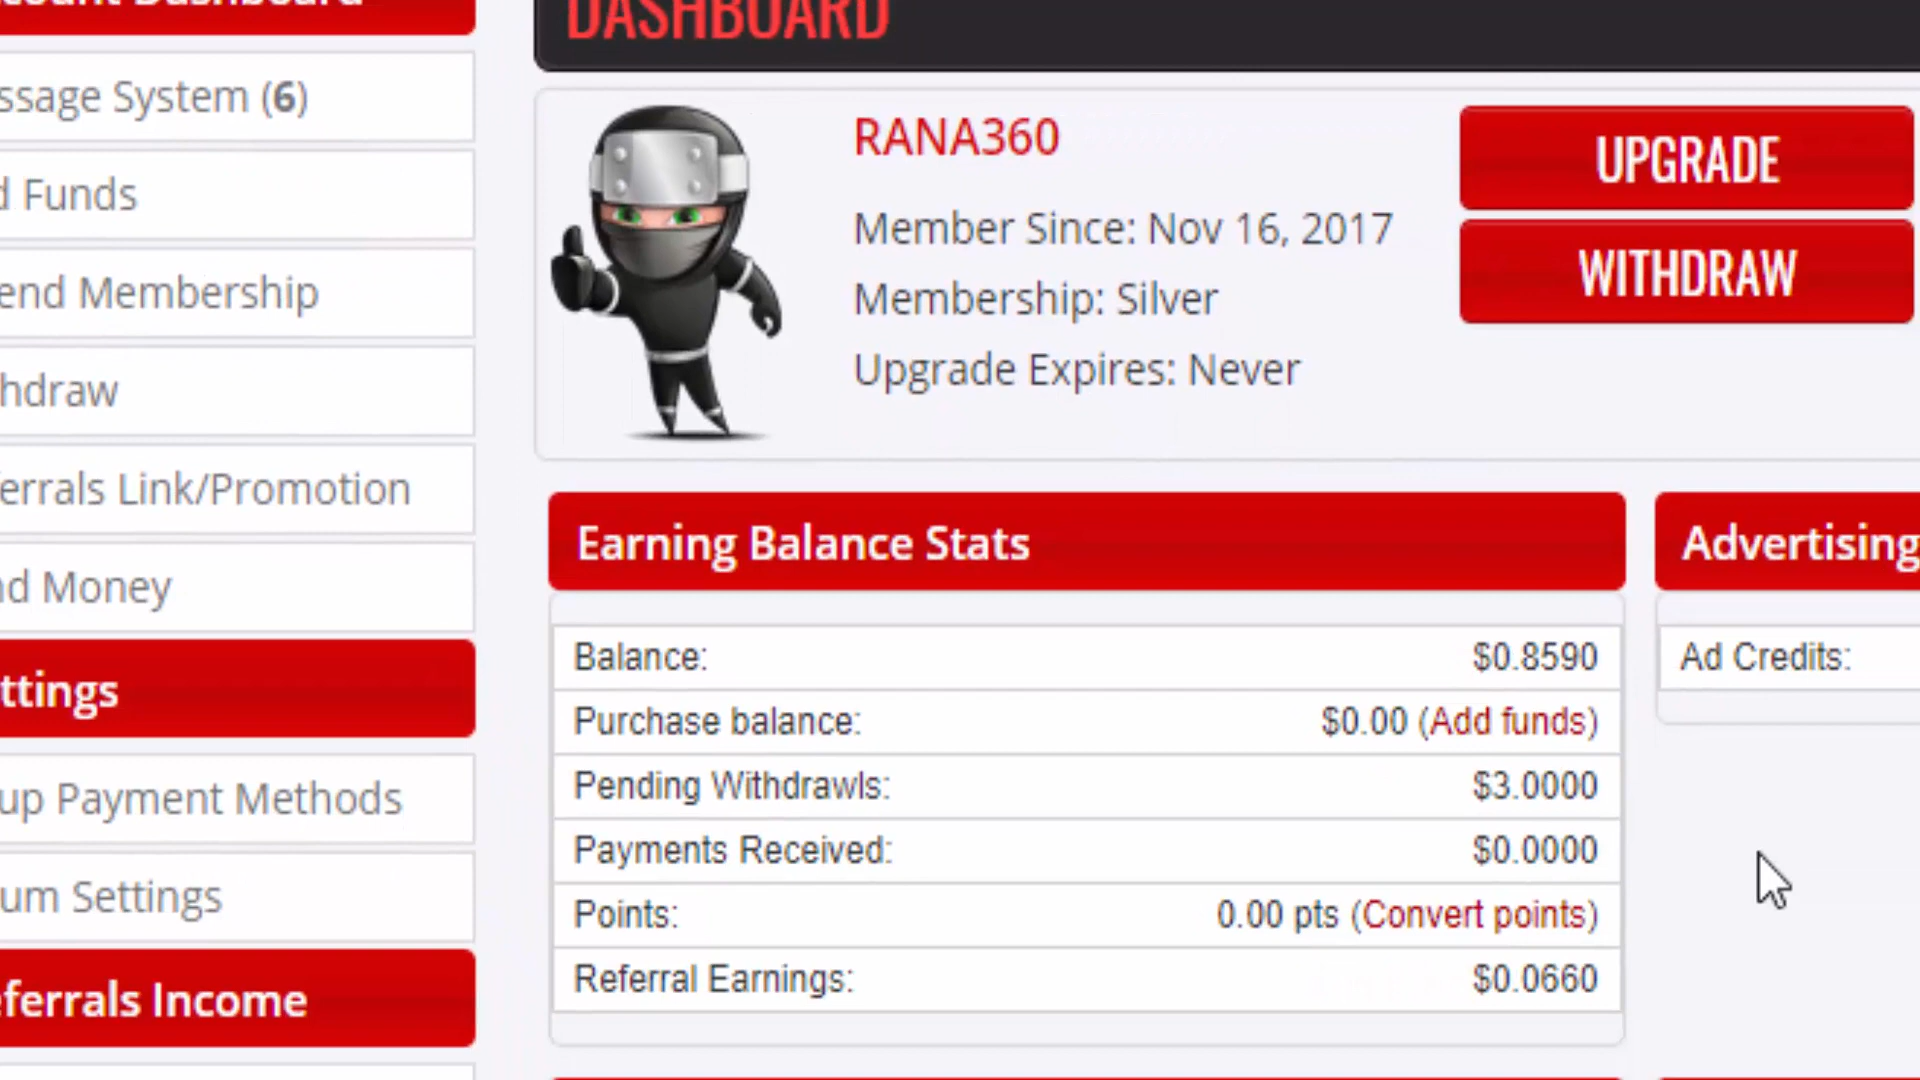 DASHBOARD
ssage System (6)
d Funds
end Membership
hdraw
errals Link/Promotion
nd Money
ttings
up Payment Methods
um Settings
ferrals Income
RANA360
Member Since: Nov 16, 2017
Membership: Silver
Upgrade Expires: Never
UPGRADE
WITHDRAW
Earning Balance Stats
Balance: $0.8590
Purchase balance: $0.00 (Add funds)
Pending Withdrawls: $3.0000
Payments Received: $0.0000
Points: 0.00 pts (Convert points)
Referral Earnings: $0.0660
Advertising
Ad Credits: